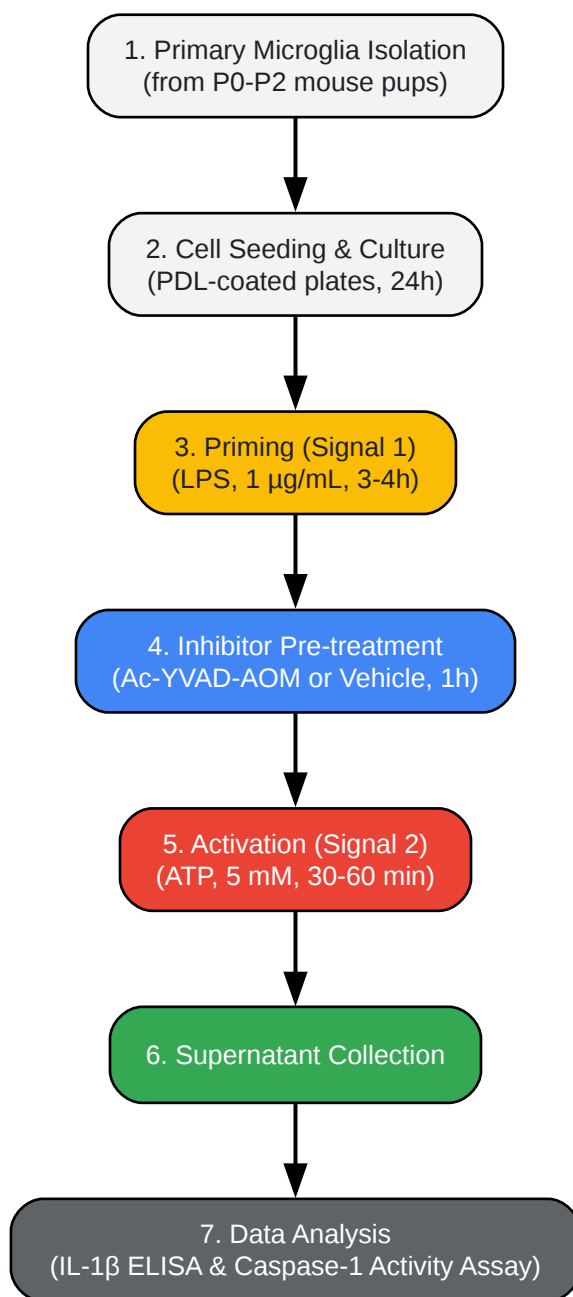 1. Primary Microglia Isolation
(from P0-P2 mouse pups)
2. Cell Seeding & Culture
(PDL-coated plates, 24h)
3. Priming (Signal 1)
(LPS, 1 µg/mL, 3-4h)
4. Inhibitor Pre-treatment
(Ac-YVAD-AOM or Vehicle, 1h)
5. Activation (Signal 2)
(ATP, 5 mM, 30-60 min)
6. Supernatant Collection
7. Data Analysis
(IL-1β ELISA & Caspase-1 Activity Assay)